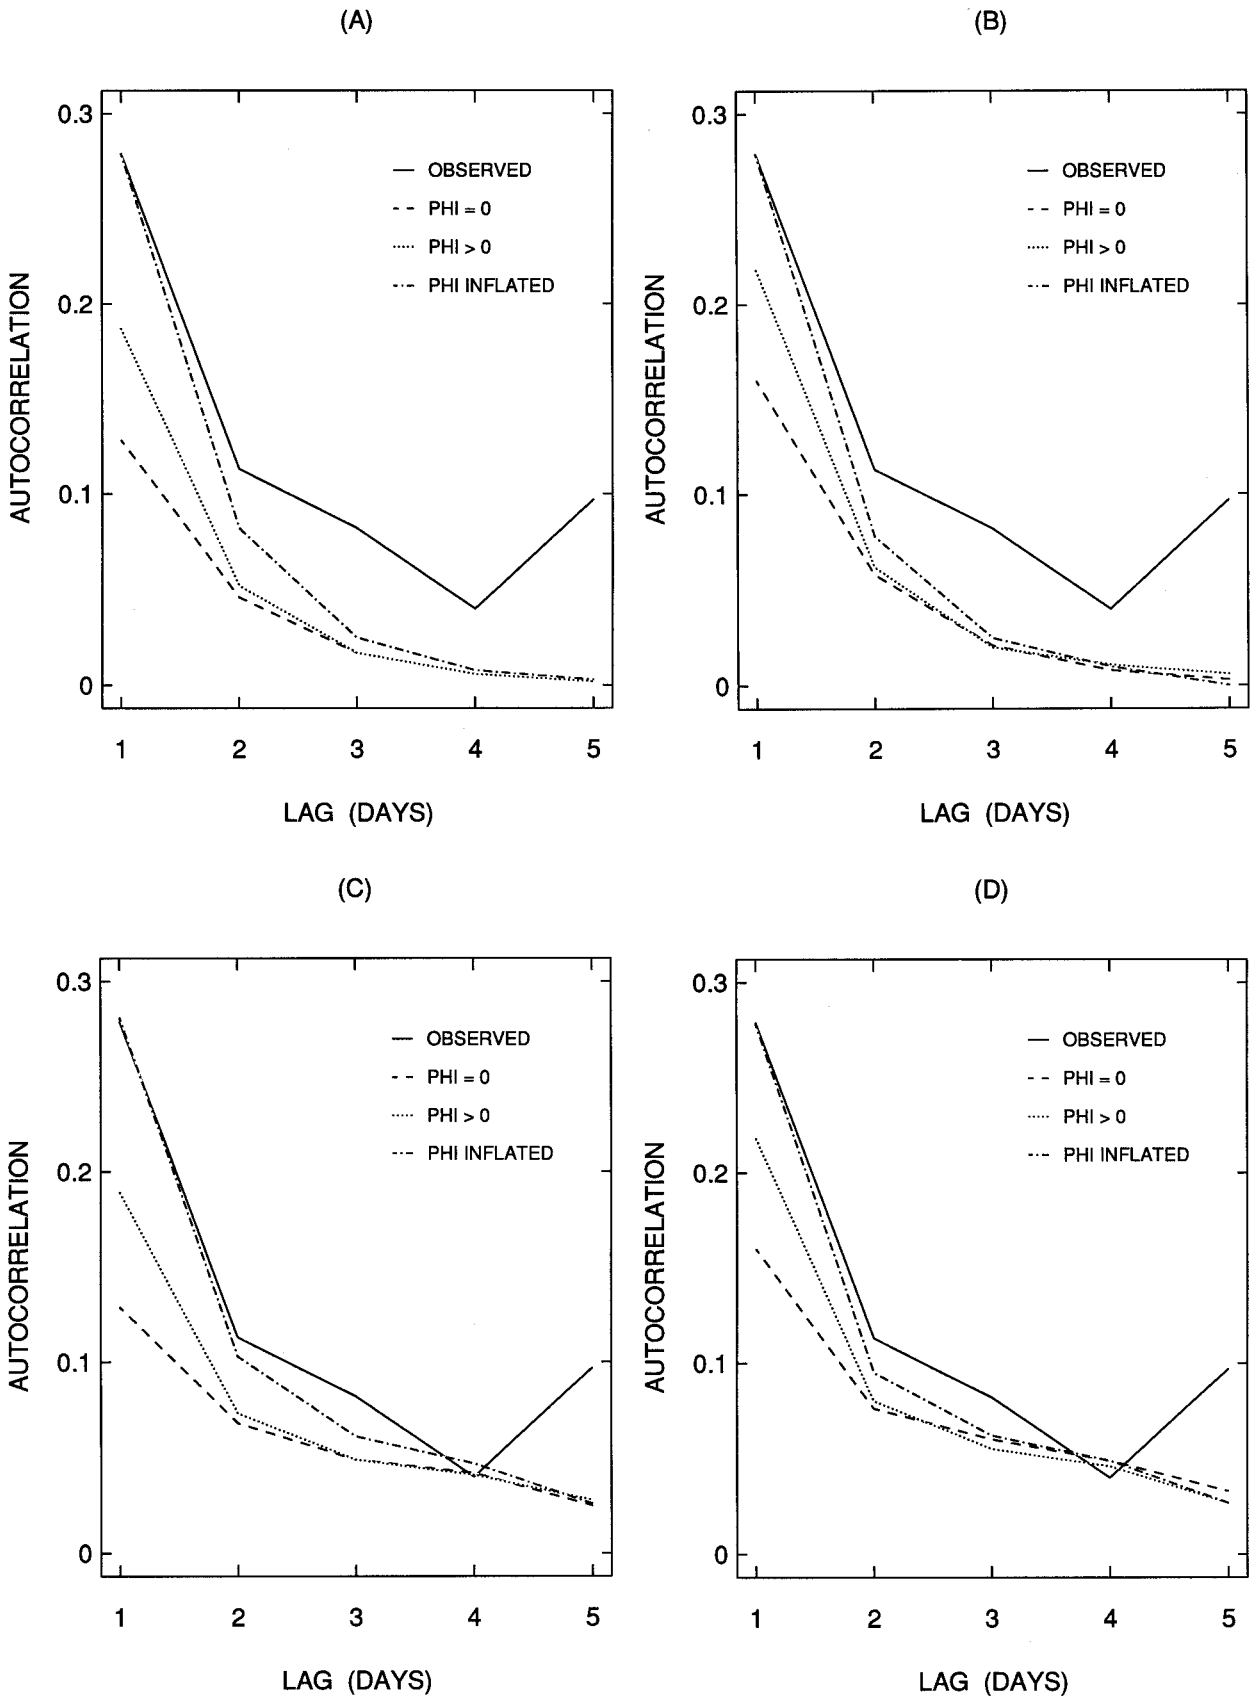 (A)
AUTOCORRELATION
0.3
0.2
0.1
0
OBSERVED
PHI = 0
PHI > 0
PHI INFLATED
1 2 3 4 5
LAG (DAYS)
(B)
AUTOCORRELATION
0.3
0.2
0.1
0
OBSERVED
PHI = 0
PHI > 0
PHI INFLATED
1 2 3 4 5
LAG (DAYS)
(C)
AUTOCORRELATION
0.3
0.2
0.1
0
OBSERVED
PHI = 0
PHI > 0
PHI INFLATED
1 2 3 4 5
LAG (DAYS)
(D)
AUTOCORRELATION
0.3
0.2
0.1
0
OBSERVED
PHI = 0
PHI > 0
PHI INFLATED
1 2 3 4 5
LAG (DAYS)